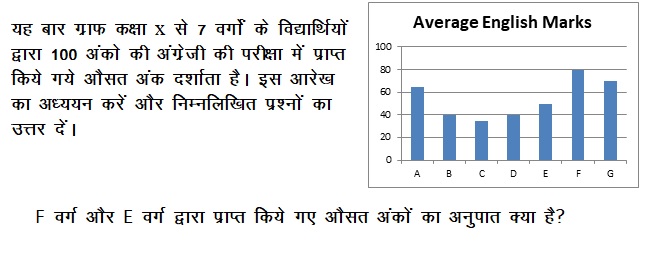 यह बार ग्राफ कक्षा X से 7 वर्गों के विद्यार्थियों
द्वारा 100 अंको की अंग्रेजी की परीक्षा में प्राप्त
किये गये औसत अंक दर्शाता है। इस आरेख
का अध्ययन करें और निम्नलिखित प्रश्नों का
उत्तर दें।
Average English Marks
100
80
60
40
20
0
A B C D E F G
F वर्ग और E वर्ग द्वारा प्राप्त किये गए औसत अंकों का अनुपात क्या है?